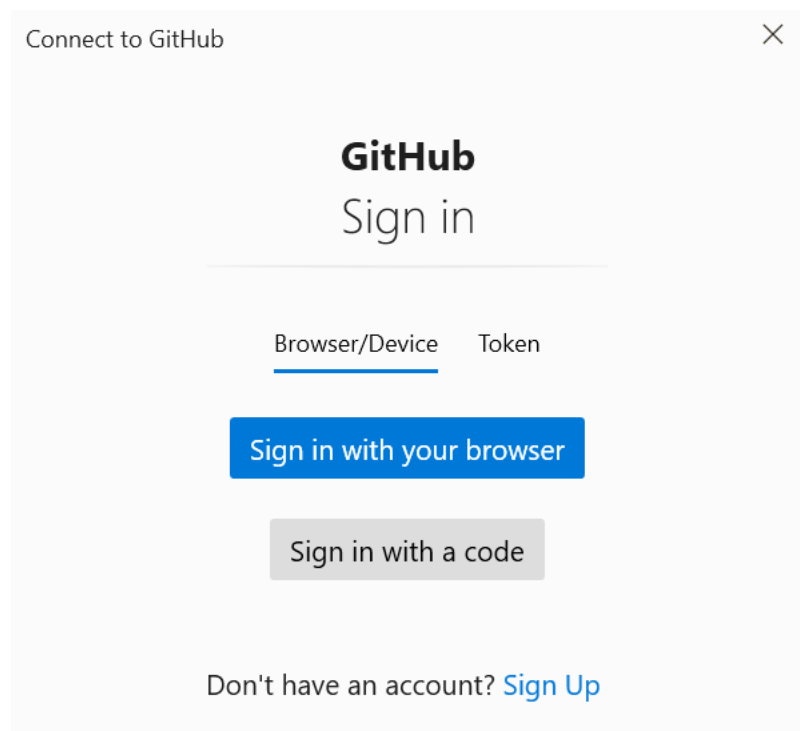 Connect to GitHub
GitHub
Sign in
Browser/Device Token
Sign in with your browser
Sign in with a code
Don't have an account? Sign Up